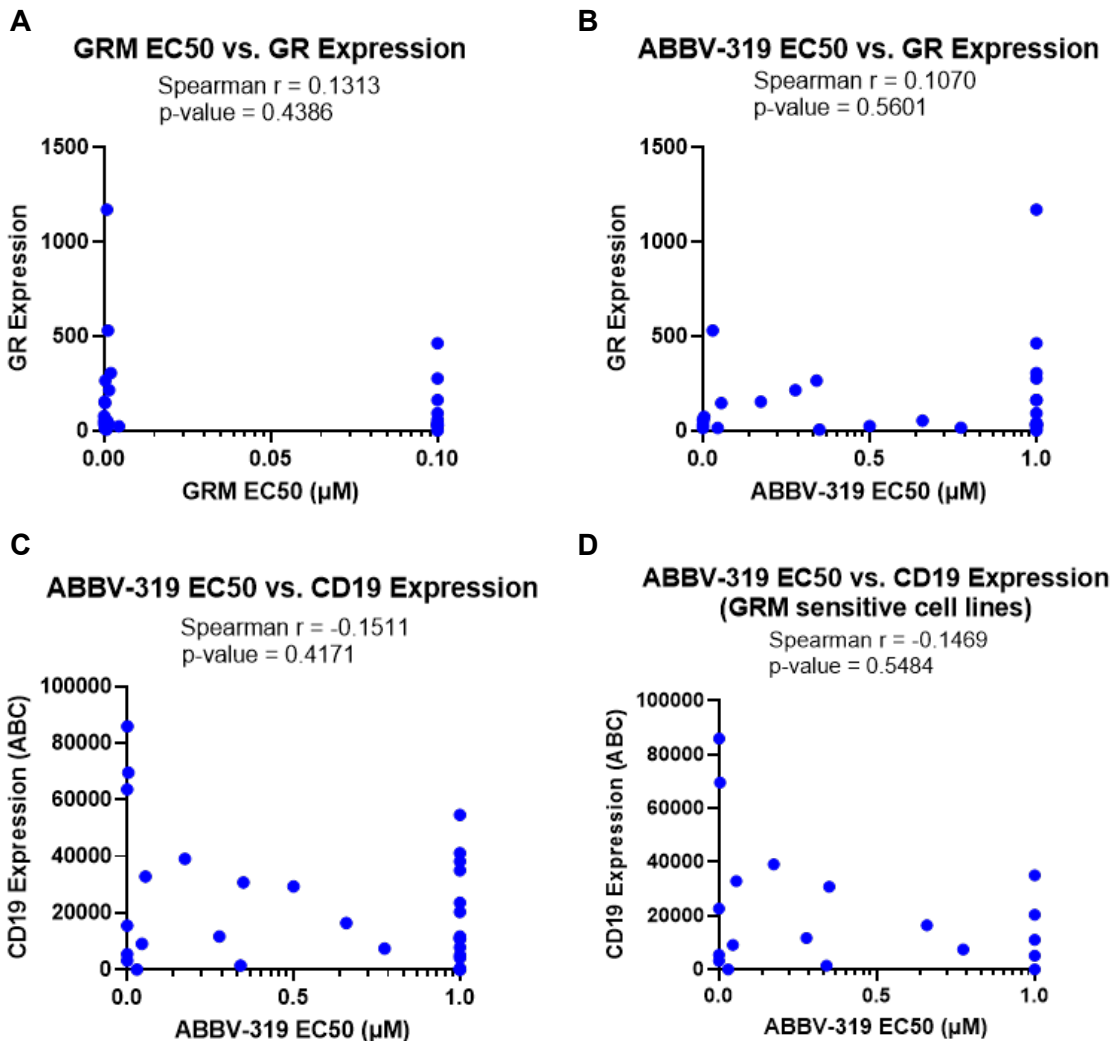 A
GRM EC50 vs. GR Expression
Spearman r = 0.1313
p-value = 0.4386
1500
1000
500
0
GR Expression
0.00
0.05
0.10
GRM EC50 (µM)
B
ABBV-319 EC50 vs. GR Expression
Spearman r = 0.1070
p-value = 0.5601
1500
1000
500
0
GR Expression
0.0
0.5
1.0
ABBV-319 EC50 (µM)
C
ABBV-319 EC50 vs. CD19 Expression
Spearman r = -0.1511
p-value = 0.4171
100000
80000
60000
40000
20000
0
CD19 Expression (ABC)
0.0
0.5
1.0
ABBV-319 EC50 (µM)
D
ABBV-319 EC50 vs. CD19 Expression
(GRM sensitive cell lines)
Spearman r = -0.1469
p-value = 0.5484
100000
80000
60000
40000
20000
0
CD19 Expression (ABC)
0.0
0.5
1.0
ABBV-319 EC50 (µM)